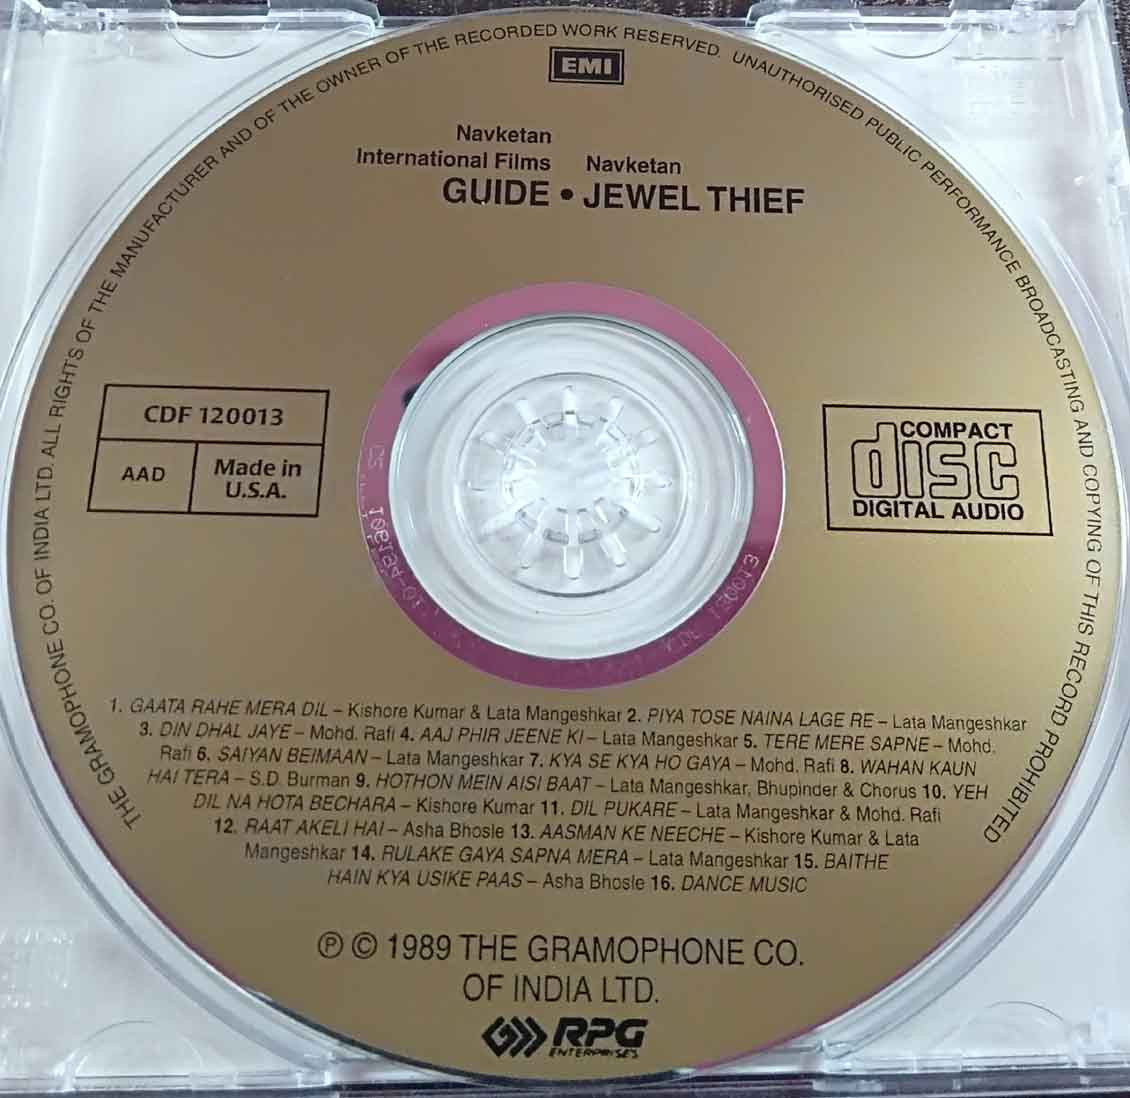 THE GRAMOPHONE CO. OF INDIA LTD. ALL RIGHTS OF THE MANUFACTURER AND OF THE OWNER OF THE RECORDED WORK RESERVED. UNAUTHORISED PUBLIC PERFORMANCE BROADCASTING AND COPYING OF THIS RECORD PROHIBITED
EMI
Navketan
International Films Navketan
GUIDE • JEWEL THIEF
CDF 120013
AAD
Made in
U.S.A.
COMPACT
disc
DIGITAL AUDIO
120013
1. GAATA RAHE MERA DIL – Kishore Kumar & Lata Mangeshkar 2. PIYA TOSE NAINA LAGE RE – Lata Mangeshkar
3. DIN DHAL JAYE – Mohd. Rafi 4. AAJ PHIR JEENE KI – Lata Mangeshkar 5. TERE MERE SAPNE – Mohd.
Rafi 6. SAIYAN BEIMAAN – Lata Mangeshkar 7. KYA SE KYA HO GAYA – Mohd. Rafi 8. WAHAN KAUN
HAI TERA – S.D. Burman 9. HOTHON MEIN AISI BAAT – Lata Mangeshkar, Bhupinder & Chorus 10. YEH
DIL NA HOTA BECHARA – Kishore Kumar 11. DIL PUKARE – Lata Mangeshkar & Mohd. Rafi
12. RAAT AKELI HAI – Asha Bhosle 13. AASMAN KE NEECHE – Kishore Kumar & Lata
Mangeshkar 14. RULAKE GAYA SAPNA MERA – Lata Mangeshkar 15. BAITHE
HAIN KYA USIKE PAAS – Asha Bhosle 16. DANCE MUSIC
Ⓟ © 1989 THE GRAMOPHONE CO.
OF INDIA LTD.
RPG
ENTERPRISES